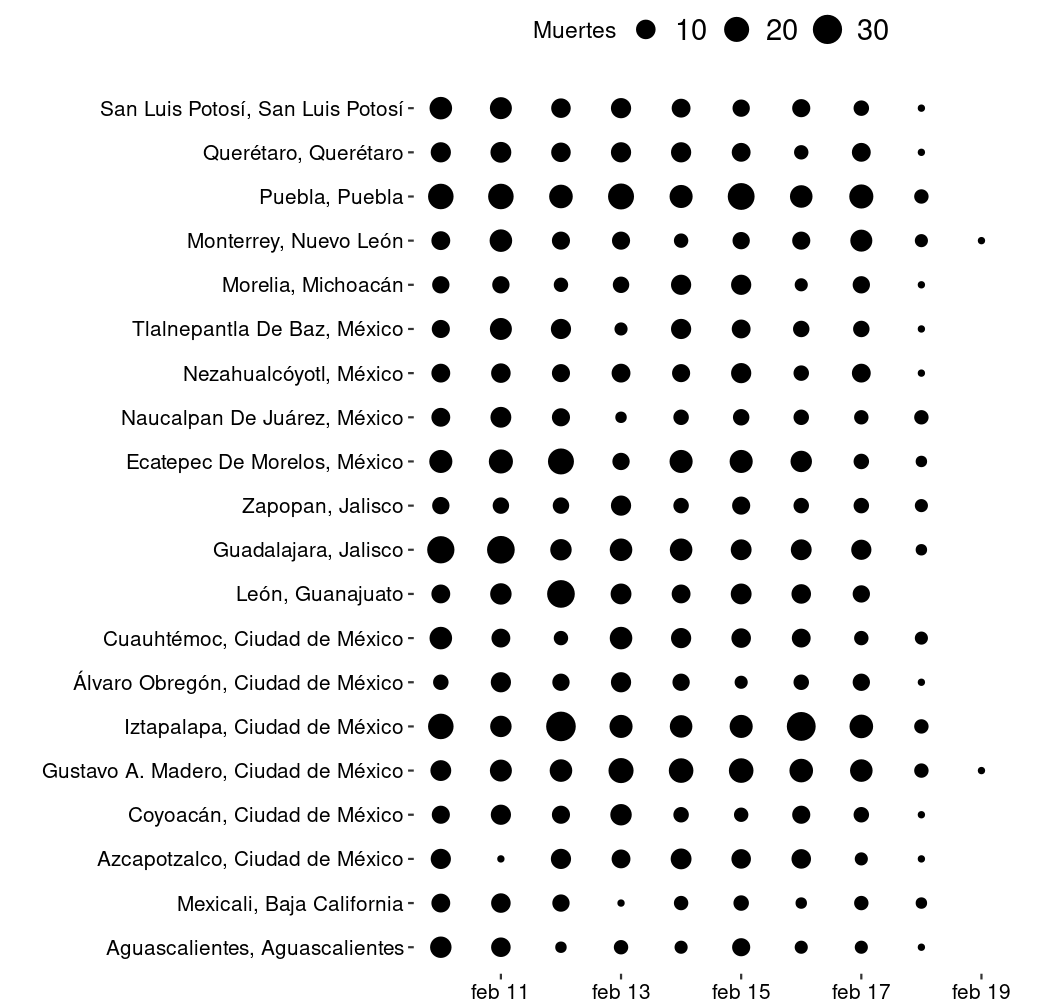 Muertes 10 20 30
San Luis Potosí, San Luis Potosí
Querétaro, Querétaro
Puebla, Puebla
Monterrey, Nuevo León
Morelia, Michoacán
Tlalnepantla De Baz, México
Nezahualcóyotl, México
Naucalpan De Juárez, México
Ecatepec De Morelos, México
Zapopan, Jalisco
Guadalajara, Jalisco
León, Guanajuato
Cuauhtémoc, Ciudad de México
Álvaro Obregón, Ciudad de México
Iztapalapa, Ciudad de México
Gustavo A. Madero, Ciudad de México
Coyoacán, Ciudad de México
Azcapotzalco, Ciudad de México
Mexicali, Baja California
Aguascalientes, Aguascalientes
feb 11 feb 13 feb 15 feb 17 feb 19